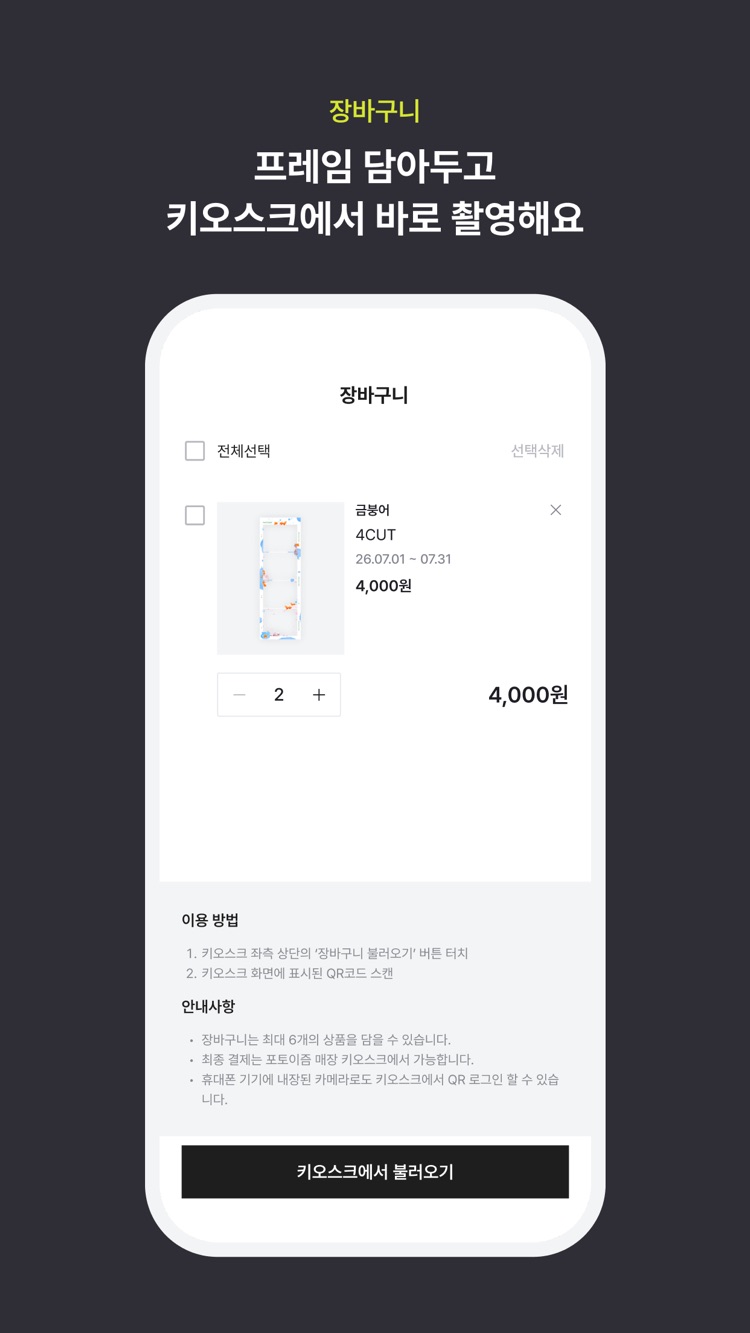 장바구니
프레임 담아두고
키오스크에서 바로 촬영해요
장바구니
전체선택
선택삭제
금붕어
4CUT
26.07.01 ~ 07.31
4,000원
2
4,000원
이용 방법
1. 키오스크 좌측 상단의 ‘장바구니 불러오기’ 버튼 터치
2. 키오스크 화면에 표시된 QR코드 스캔
안내사항
• 장바구니는 최대 6개의 상품을 담을 수 있습니다.
• 최종 결제는 포토이즘 매장 키오스크에서 가능합니다.
• 휴대폰 기기에 내장된 카메라로도 키오스크에서 QR 로그인 할 수 있습
니다.
키오스크에서 불러오기